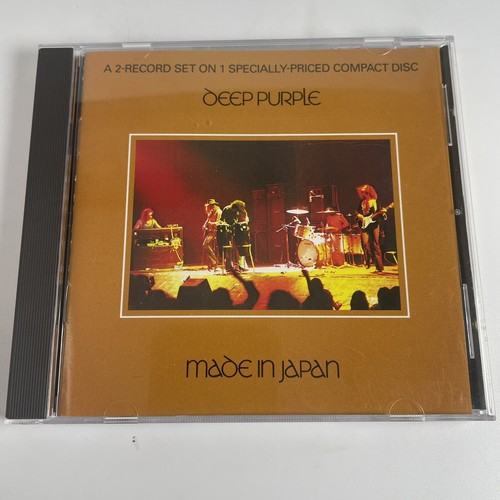 A 2-RECORD SET ON 1 SPECIALLY-PRICED COMPACT DISC
DEEP PURPLE
MADE IN JAPAN